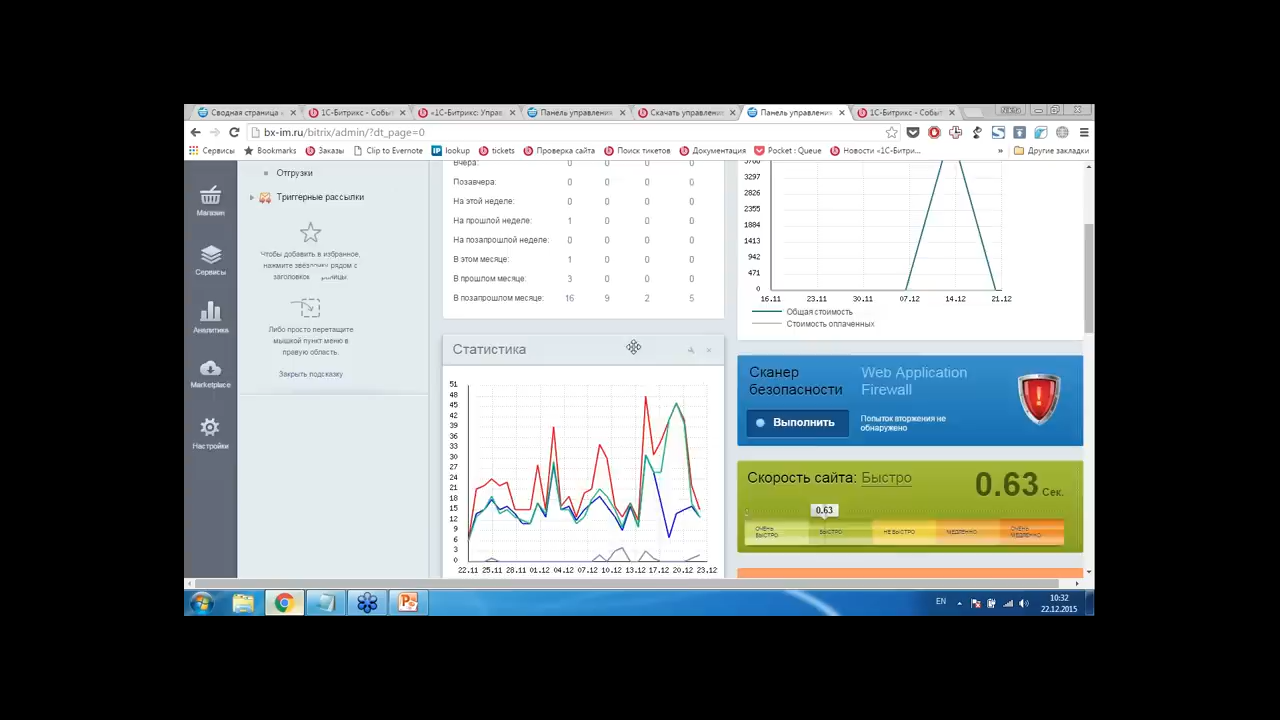 Сводная страница
1С-Битрикс - Событ
«1С-Битрикс: Управ
Панель управления
Скачать управление
Панель управления
1С-Битрикс - Событ
Nikita
bx-im.ru/bitrix/admin/?dt_page=0
Сервисы
Bookmarks
Заказы
Clip to Evernote
lookup
tickets
Проверка сайта
Поиск тикетов
Документация
Pocket : Queue
Новости «1С-Битри...
»
Другие закладки
Магазин
Сервисы
Аналитика
Marketplace
Настройки
Отгрузки
Триггерные рассылки
Чтобы добавить в избранное,
нажмите звёздочку рядом с
заголовком
Либо просто перетащите
мышкой пункт меню в
правую область.
Закрыть подсказку
Вчера: 0 0 0 0
Позавчера: 0 0 0 0
На этой неделе: 0 0 0 0
На прошлой неделе: 1 0 0 0
На позапрошлой неделе: 0 0 0 0
В этом месяце: 1 0 0 0
В прошлом месяце: 3 0 0 0
В позапрошлом месяце: 16 9 2 5
Статистика
51
48
45
42
39
36
33
30
27
24
21
18
15
12
9
6
3
0
22.11 25.11 28.11 01.12 04.12 07.12 10.12 13.12 17.12 20.12 23.12
3297
2826
2355
1884
1413
942
471
0
16.11 23.11 30.11 07.12 14.12 21.12
Общая стоимость
Стоимость оплаченных
Сканер
безопасности
Выполнить
Web Application
Firewall
Попыток вторжения не
обнаружено
Скорость сайта: Быстро
0.63 Сек.
0.63
ОЧЕНЬ
БЫСТРО
БЫСТРО
НЕ БЫСТРО
МЕДЛЕННО
ОЧЕНЬ
МЕДЛЕННО
EN
10:32
22.12.2015